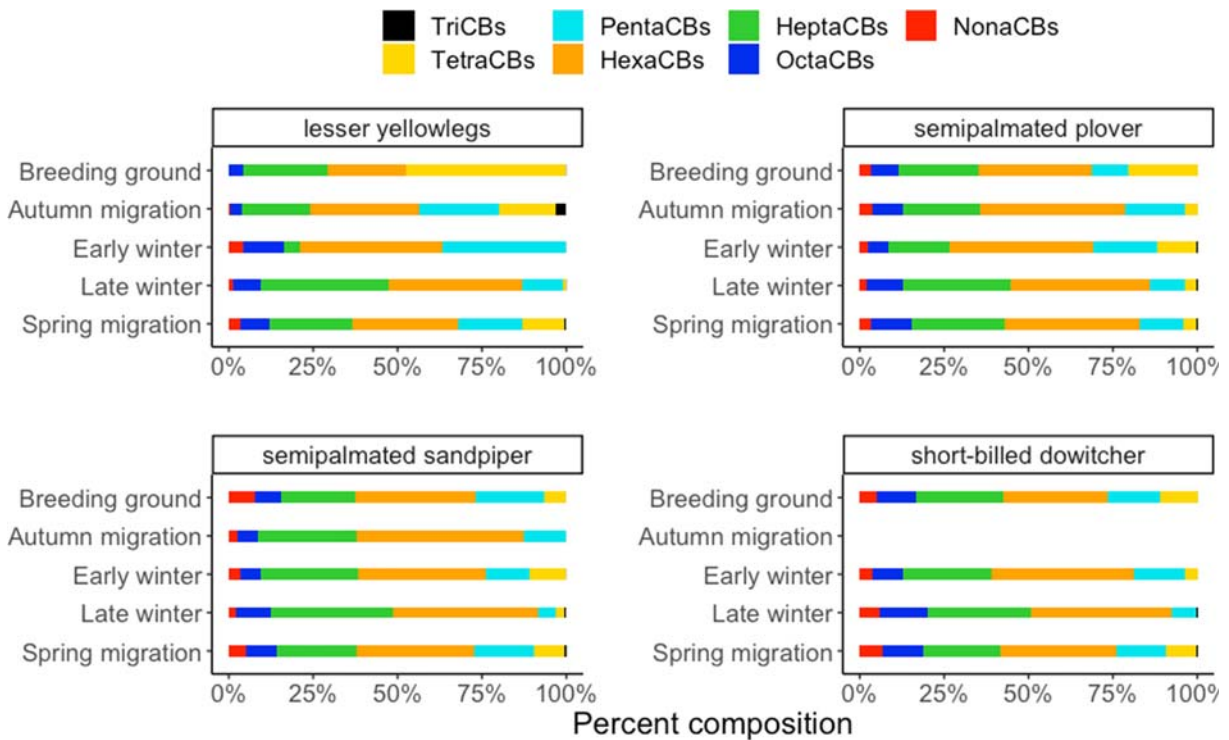 TriCBs PentaCBs HeptaCBs NonaCBs
TetraCBs HexaCBs OctaCBs
lesser yellowlegs
Breeding ground
Autumn migration
Early winter
Late winter
Spring migration
0% 25% 50% 75% 100%
semipalmated plover
Breeding ground
Autumn migration
Early winter
Late winter
Spring migration
0% 25% 50% 75% 100%
semipalmated sandpiper
Breeding ground
Autumn migration
Early winter
Late winter
Spring migration
0% 25% 50% 75% 100%
short-billed dowitcher
Breeding ground
Autumn migration
Early winter
Late winter
Spring migration
0% 25% 50% 75% 100%
Percent composition